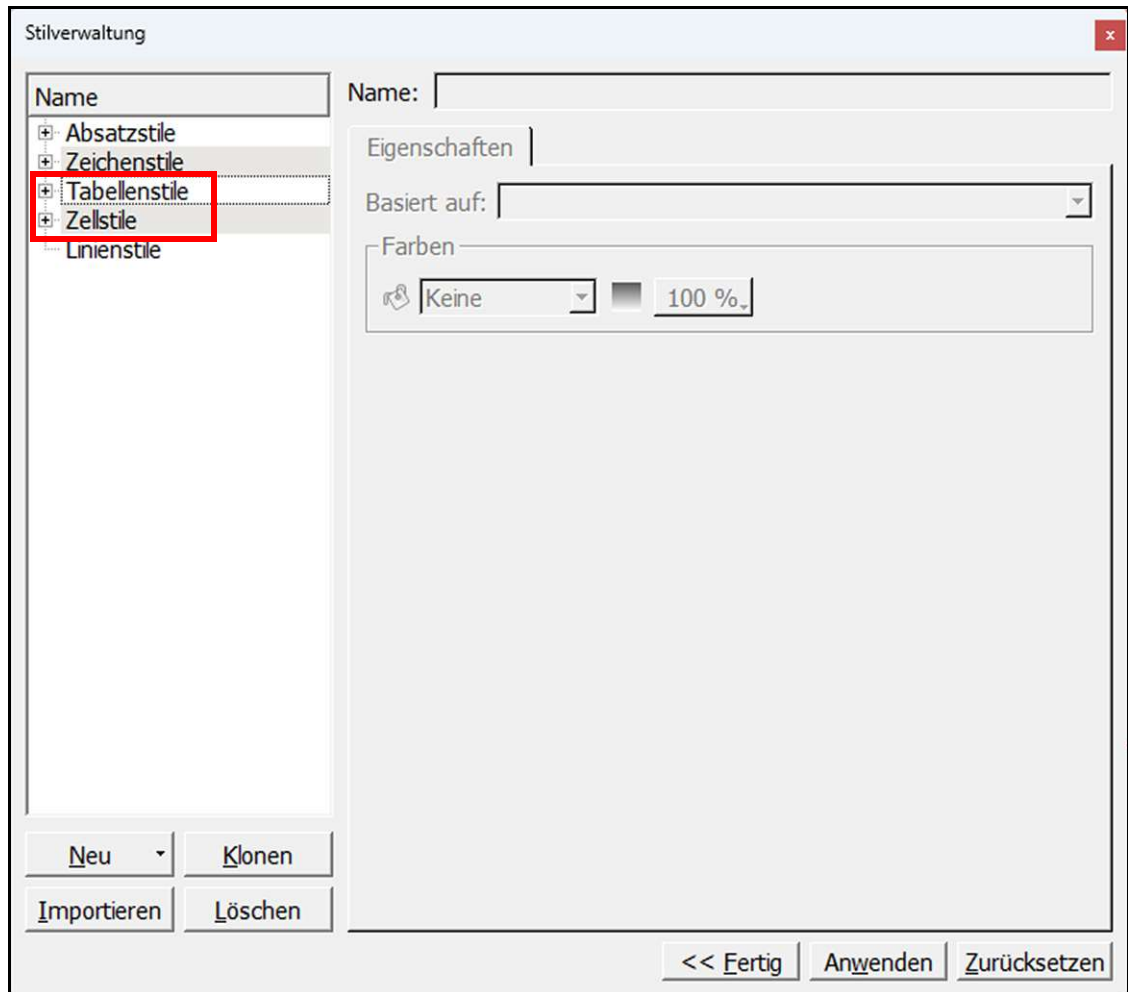 Stilverwaltung
x
Name
Absatzstile
Zeichenstile
Tabellenstile
Zellstile
Linienstile
Neu
Klonen
Importieren
Löschen
Name:
Eigenschaften
Basiert auf:
Farben
Keine
100 %
<< Fertig
Anwenden
Zurücksetzen